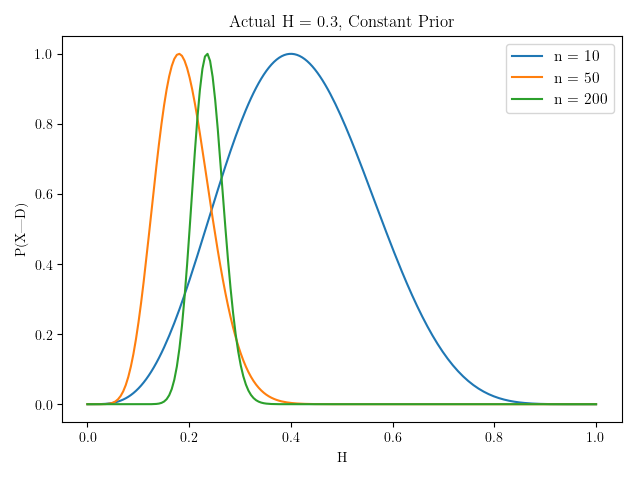 Actual H = 0.3, Constant Prior
n = 10
n = 50
n = 200
P(X—D)
1.0
0.8
0.6
0.4
0.2
0.0
0.0 0.2 0.4 0.6 0.8 1.0
H